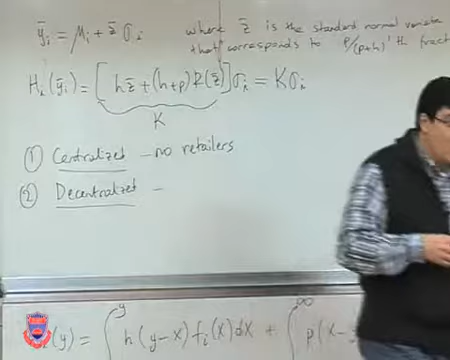 ȳᵢ = μᵢ + z̄ σᵢ where z̄ is the standard normal variate
that corresponds to p/(p+h)'th fract
Hᵢ(ȳᵢ) = [hz̄ + (h+p) R(z̄)] σᵢ = Kσᵢ
K
① Centralized – no retailers
② Decentralized –
(y) = ∫ʸ h(y-x) fᵢ(x)dx + ∫^∞ p(x-